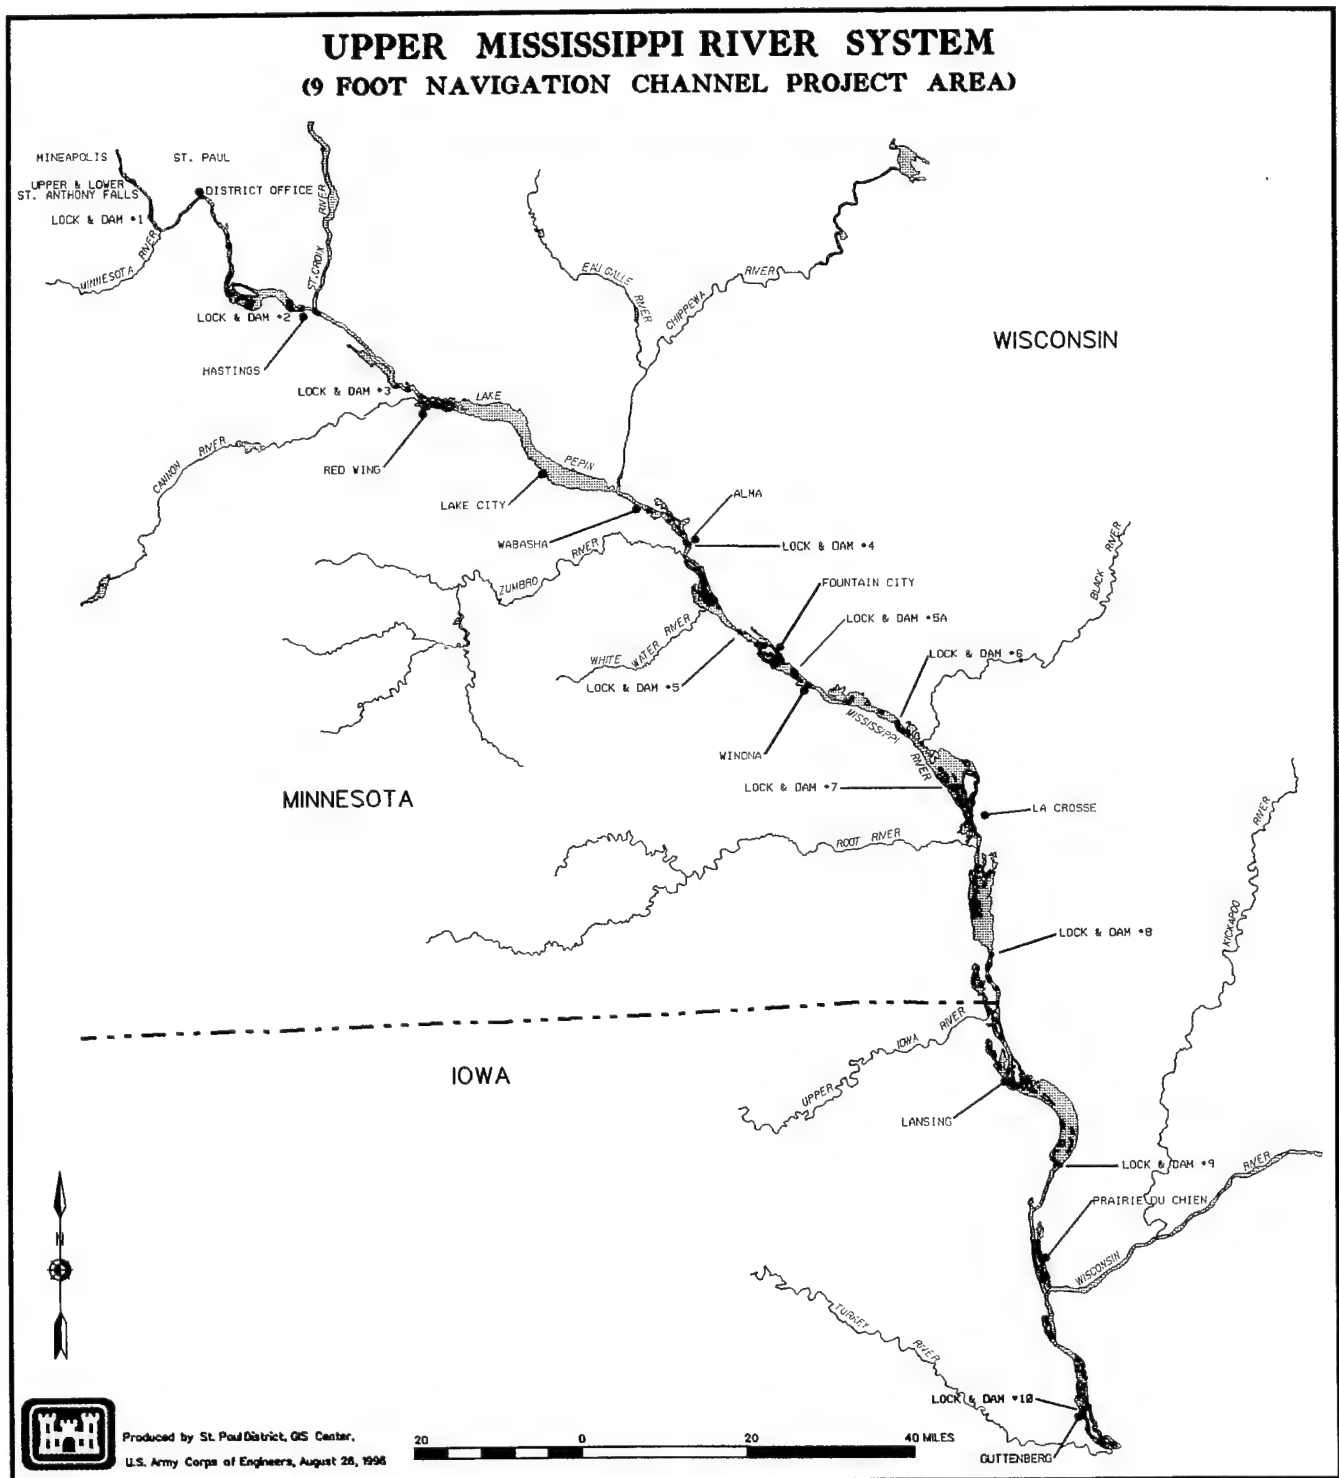 UPPER MISSISSIPPI RIVER SYSTEM
(9 FOOT NAVIGATION CHANNEL PROJECT AREA)
MINEAPOLIS
ST. PAUL
UPPER & LOWER
ST. ANTHONY FALLS
DISTRICT OFFICE
LOCK & DAM #1
MINNESOTA RIVER
ST. CROIX RIVER
EAU GALLE RIVER
CHIPPEWA RIVER
LOCK & DAM #2
WISCONSIN
HASTINGS
LOCK & DAM #3
LAKE PEPIN
CANNON RIVER
RED WING
LAKE CITY
ALMA
WABASHA
LOCK & DAM #4
ZUMBRO RIVER
FOUNTAIN CITY
BLACK RIVER
LOCK & DAM #5A
WHITE WATER RIVER
LOCK & DAM #6
LOCK & DAM #5
MISSISSIPPI RIVER
WINONA
LOCK & DAM #7
MINNESOTA
LA CROSSE
ROOT RIVER
KICKAPOO RIVER
LOCK & DAM #8
IOWA
UPPER IOWA RIVER
LANSING
LOCK & DAM #9
PRAIRIE DU CHIEN
WISCONSIN RIVER
N
TURKEY RIVER
LOCK & DAM #10
GUTTENBERG
Produced by St. Paul District, GIS Center,
U.S. Army Corps of Engineers, August 28, 1996
20 0 20 40 MILES